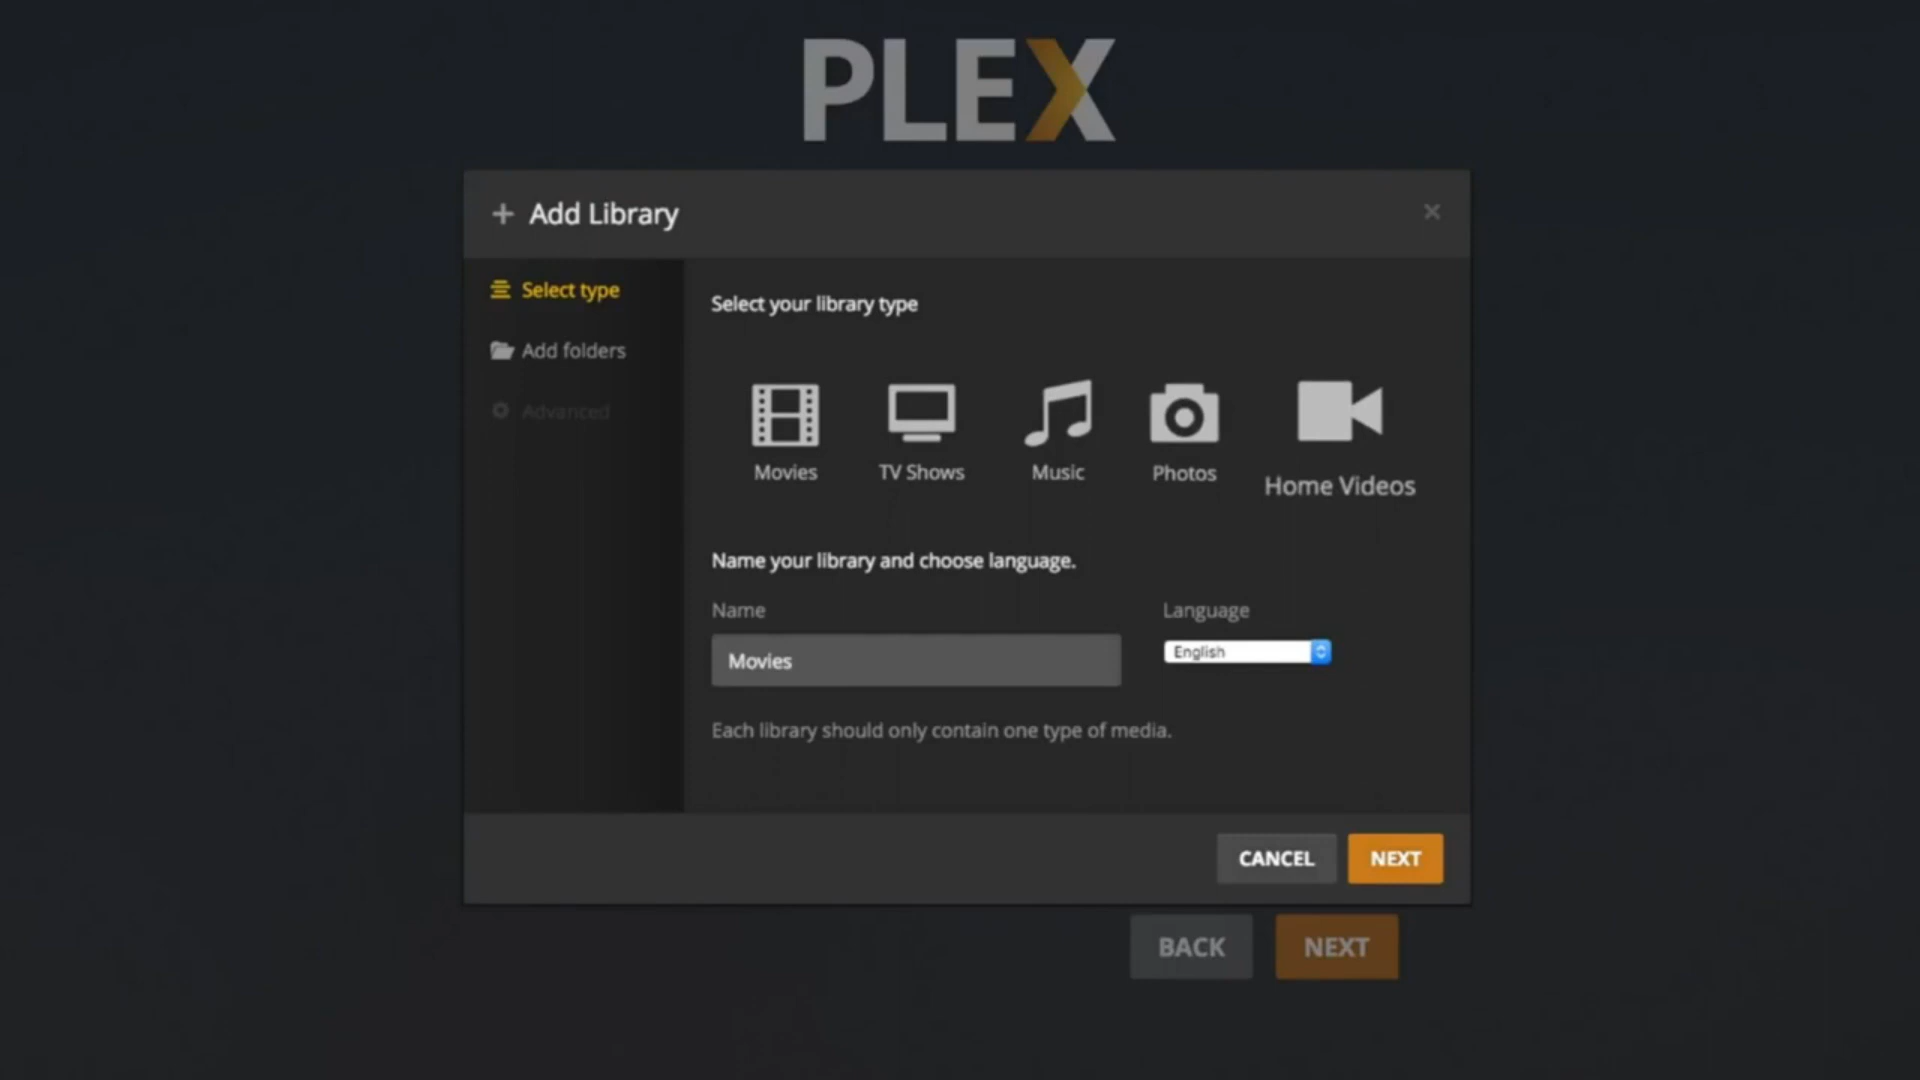 PLEX
Add Library
Select type
Add folders
Advanced
Select your library type
Movies
TV Shows
Music
Photos
Home Videos
Name your library and choose language.
Name
Language
Movies
English
Each library should only contain one type of media.
CANCEL
NEXT
BACK
NEXT